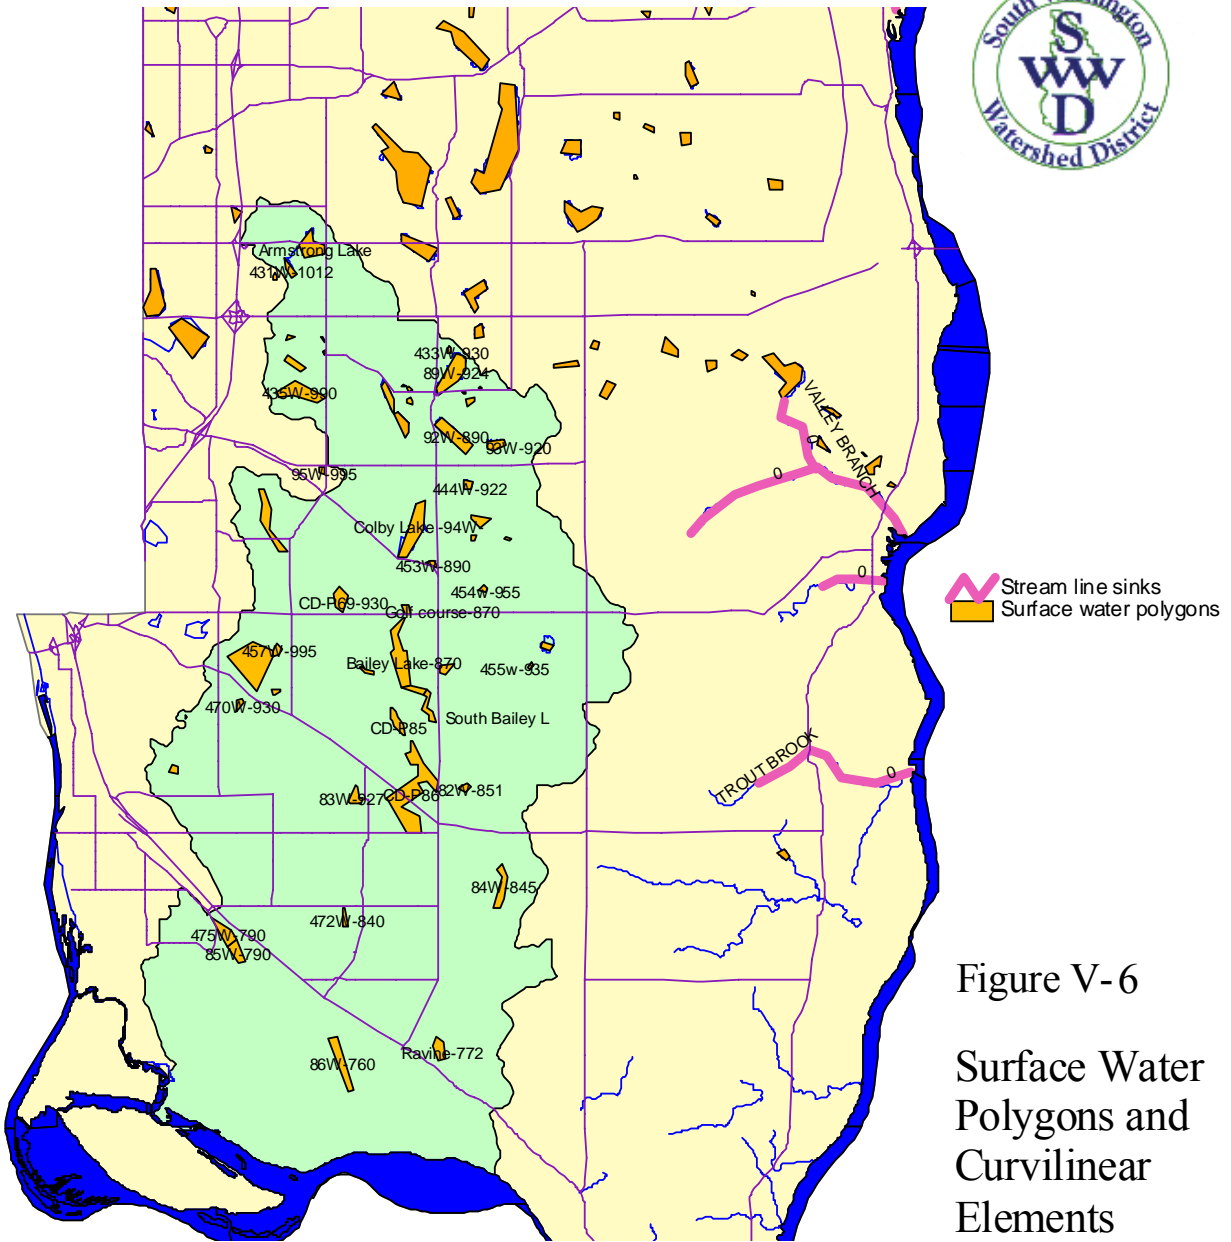 South Washington
S
WW
D
Watershed District
Armstrong Lake
431W-1012
433W-930
89W-924
435W-990
VALLEY BRANCH
92W-890
93W-920
0
0
95W-995
444W-922
Colby Lake -94W-
453W-890
0
454w-955
CD-P69-930
Golf course-870
Stream line sinks
Surface water polygons
457W-995
Bailey Lake-870
455w-935
470W-930
South Bailey L
CD-P85
TROUT BROOK
0
83W-927
CD-P86
82W-851
84W-845
472W-840
475W-790
85W-790
Figure V-6
Ravine-772
86W-760
Surface Water
Polygons and
Curvilinear
Elements